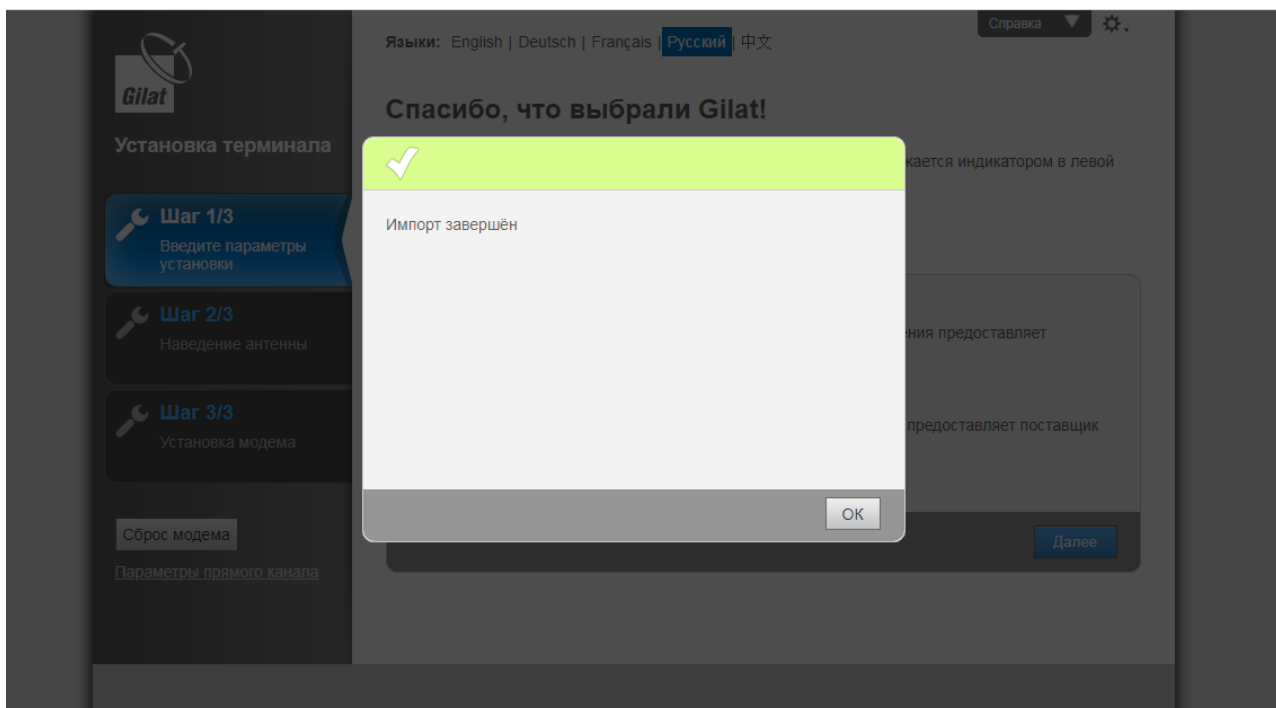 Справка
Языки: English | Deutsch | Français | Русский | 中文
Gilat
Спасибо, что выбрали Gilat!
Установка терминала
жается индикатором в левой
Шаг 1/3
Введите параметры
установки
Импорт завершён
Шаг 2/3
Наведение антенны
ния предоставляет
Шаг 3/3
Установка модема
предоставляет поставщик
OK
Сброс модема
Далее
Параметры прямого канала